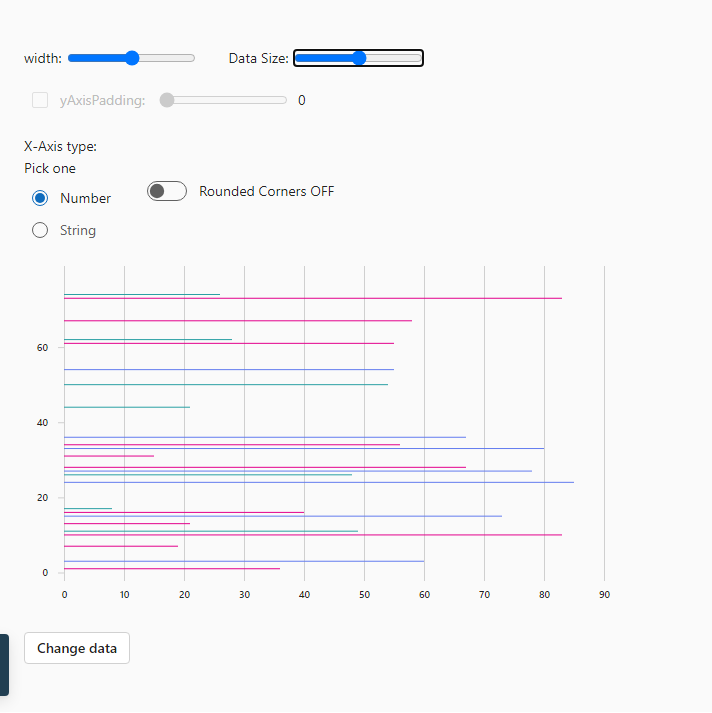 width: Data Size:
yAxisPadding: 0
X-Axis type:
Pick one
Number
Rounded Corners OFF
String
60
40
20
0
0 10 20 30 40 50 60 70 80 90
Change data